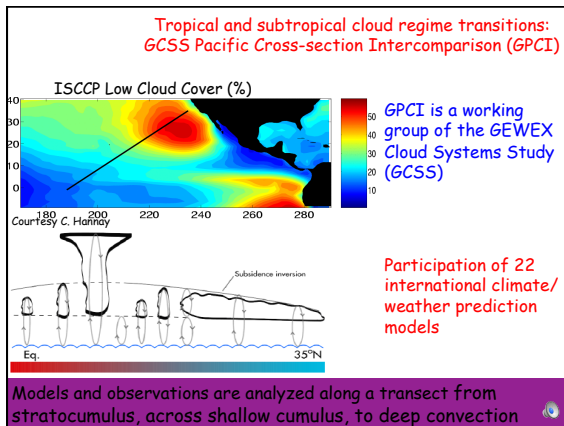 Tropical and subtropical cloud regime transitions:
GCSS Pacific Cross-section Intercomparison (GPCI)
ISCCP Low Cloud Cover (%)
40
30
20
10
0
180
200
220
240
260
280
50
40
30
20
10
GPCI is a working
group of the GEWEX
Cloud Systems Study
(GCSS)
Courtesy C. Hannay
Subsidence inversion
Eq.
35°N
Participation of 22
international climate/
weather prediction
models
Models and observations are analyzed along a transect from
stratocumulus, across shallow cumulus, to deep convection